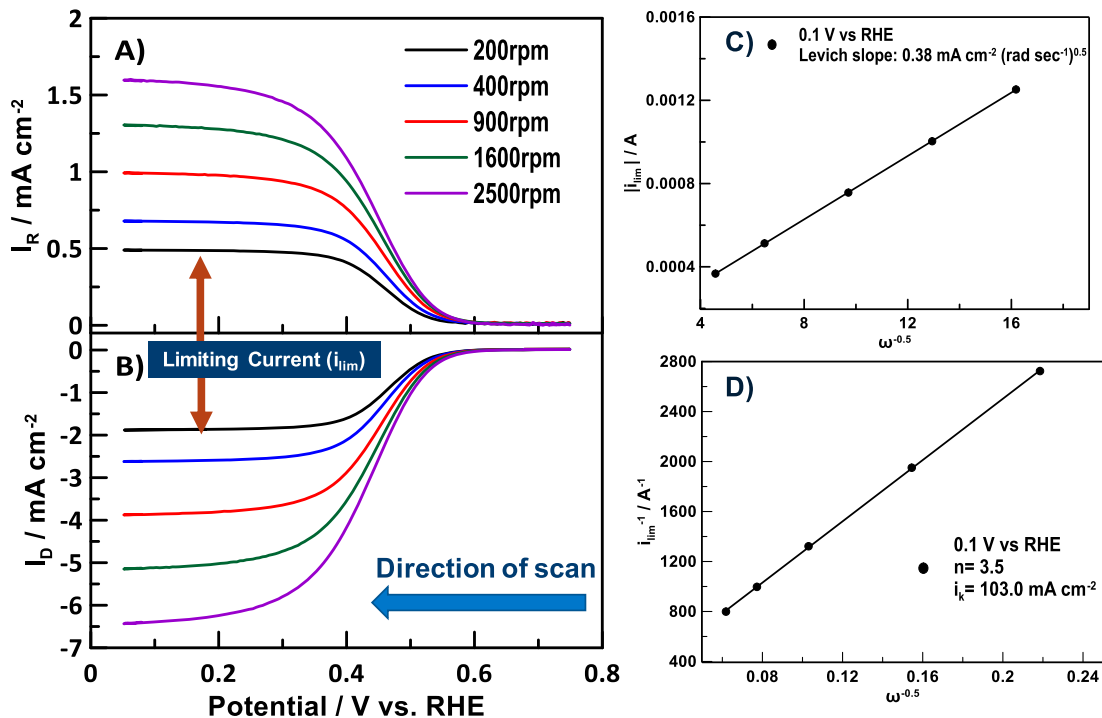 A)
I_R / mA cm⁻²
2
1.5
1
0.5
0
200rpm
400rpm
900rpm
1600rpm
2500rpm
Limiting Current (i_lim)
B)
I_D / mA cm⁻²
0
-1
-2
-3
-4
-5
-6
-7
Direction of scan
0 0.2 0.4 0.6 0.8
Potential / V vs. RHE
C)
|i_lim| / A
0.0016
0.0012
0.0008
0.0004
0.1 V vs RHE
Levich slope: 0.38 mA cm⁻² (rad sec⁻¹)⁰·⁵
4 8 12 16
ω⁻⁰·⁵
D)
i_lim⁻¹ / A⁻¹
2800
2400
2000
1600
1200
800
400
0.1 V vs RHE
n= 3.5
i_k= 103.0 mA cm⁻²
0.08 0.12 0.16 0.20 0.24
ω⁻⁰·⁵